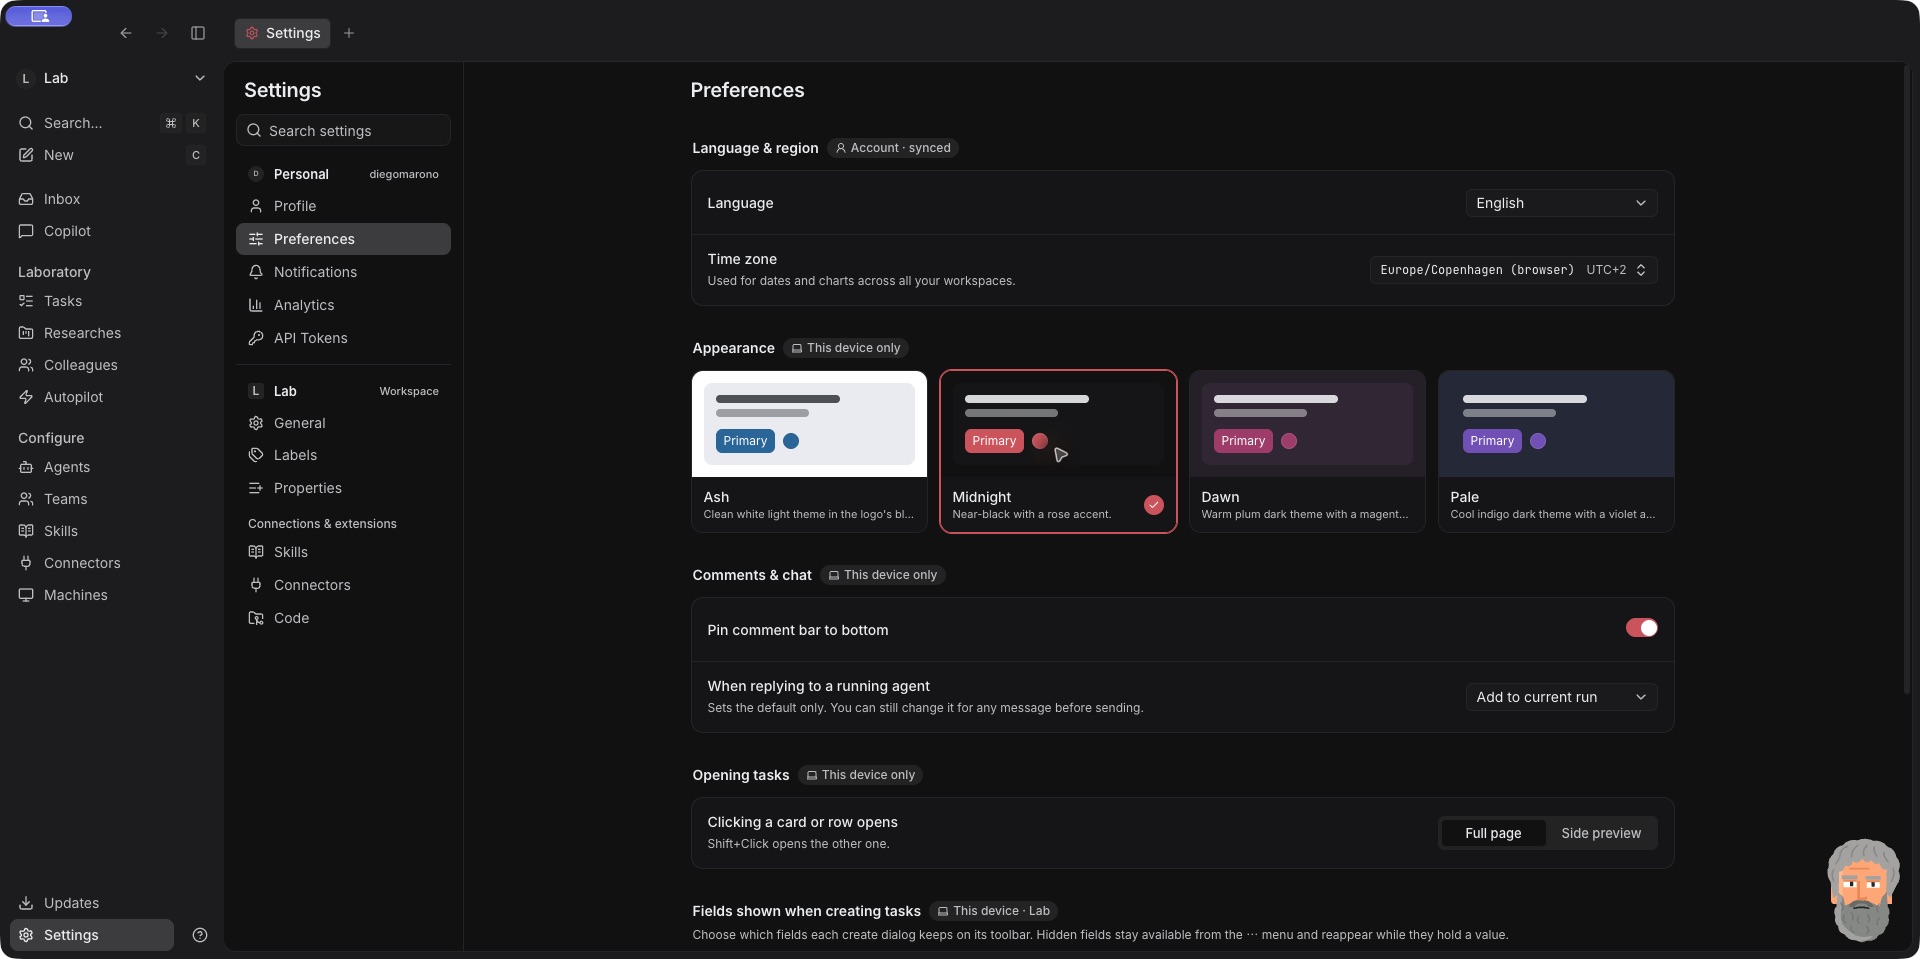 Settings
L Lab
Search... ⌘ K
New C
Inbox
Copilot
Laboratory
Tasks
Researches
Colleagues
Autopilot
Configure
Agents
Teams
Skills
Connectors
Machines
Updates
Settings
Settings
Search settings
D Personal diegomarono
Profile
Preferences
Notifications
Analytics
API Tokens
L Lab Workspace
General
Labels
Properties
Connections & extensions
Skills
Connectors
Code
Preferences
Language & region Account · synced
Language English
Time zone
Used for dates and charts across all your workspaces.
Europe/Copenhagen (browser) UTC+2
Appearance This device only
Primary
Ash
Clean white light theme in the logo's bl...
Primary
Midnight
Near-black with a rose accent.
Primary
Dawn
Warm plum dark theme with a magent...
Primary
Pale
Cool indigo dark theme with a violet a...
Comments & chat This device only
Pin comment bar to bottom
When replying to a running agent
Sets the default only. You can still change it for any message before sending.
Add to current run
Opening tasks This device only
Clicking a card or row opens
Shift+Click opens the other one.
Full page Side preview
Fields shown when creating tasks This device · Lab
Choose which fields each create dialog keeps on its toolbar. Hidden fields stay available from the ··· menu and reappear while they hold a value.